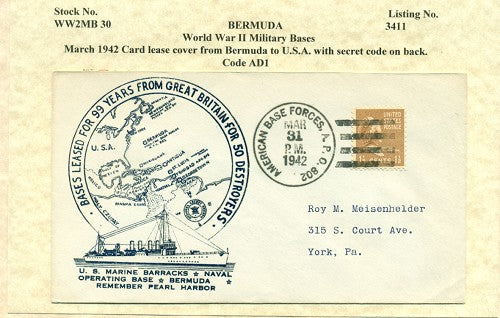 Stock No.
WW2MB 30
BERMUDA
World War II Military Bases
Listing No.
3411
March 1942 Card lease cover from Bermuda to U.S.A. with secret code on back.
Code AD1
BASES LEASED FOR 99 YEARS FROM GREAT BRITAIN FOR 50 DESTROYERS.
U.S.A.
BERMUDA
ANTIGUA
U. S. MARINE BARRACKS ★ NAVAL
OPERATING BASE ★ BERMUDA
REMEMBER PEARL HARBOR
AMERICAN BASE FORCES, A. P. O. 802
MAR
31
P.M.
1942
UNITED
STATES
POSTAGE
Roy M. Meisenhelder
315 S. Court Ave.
York, Pa.